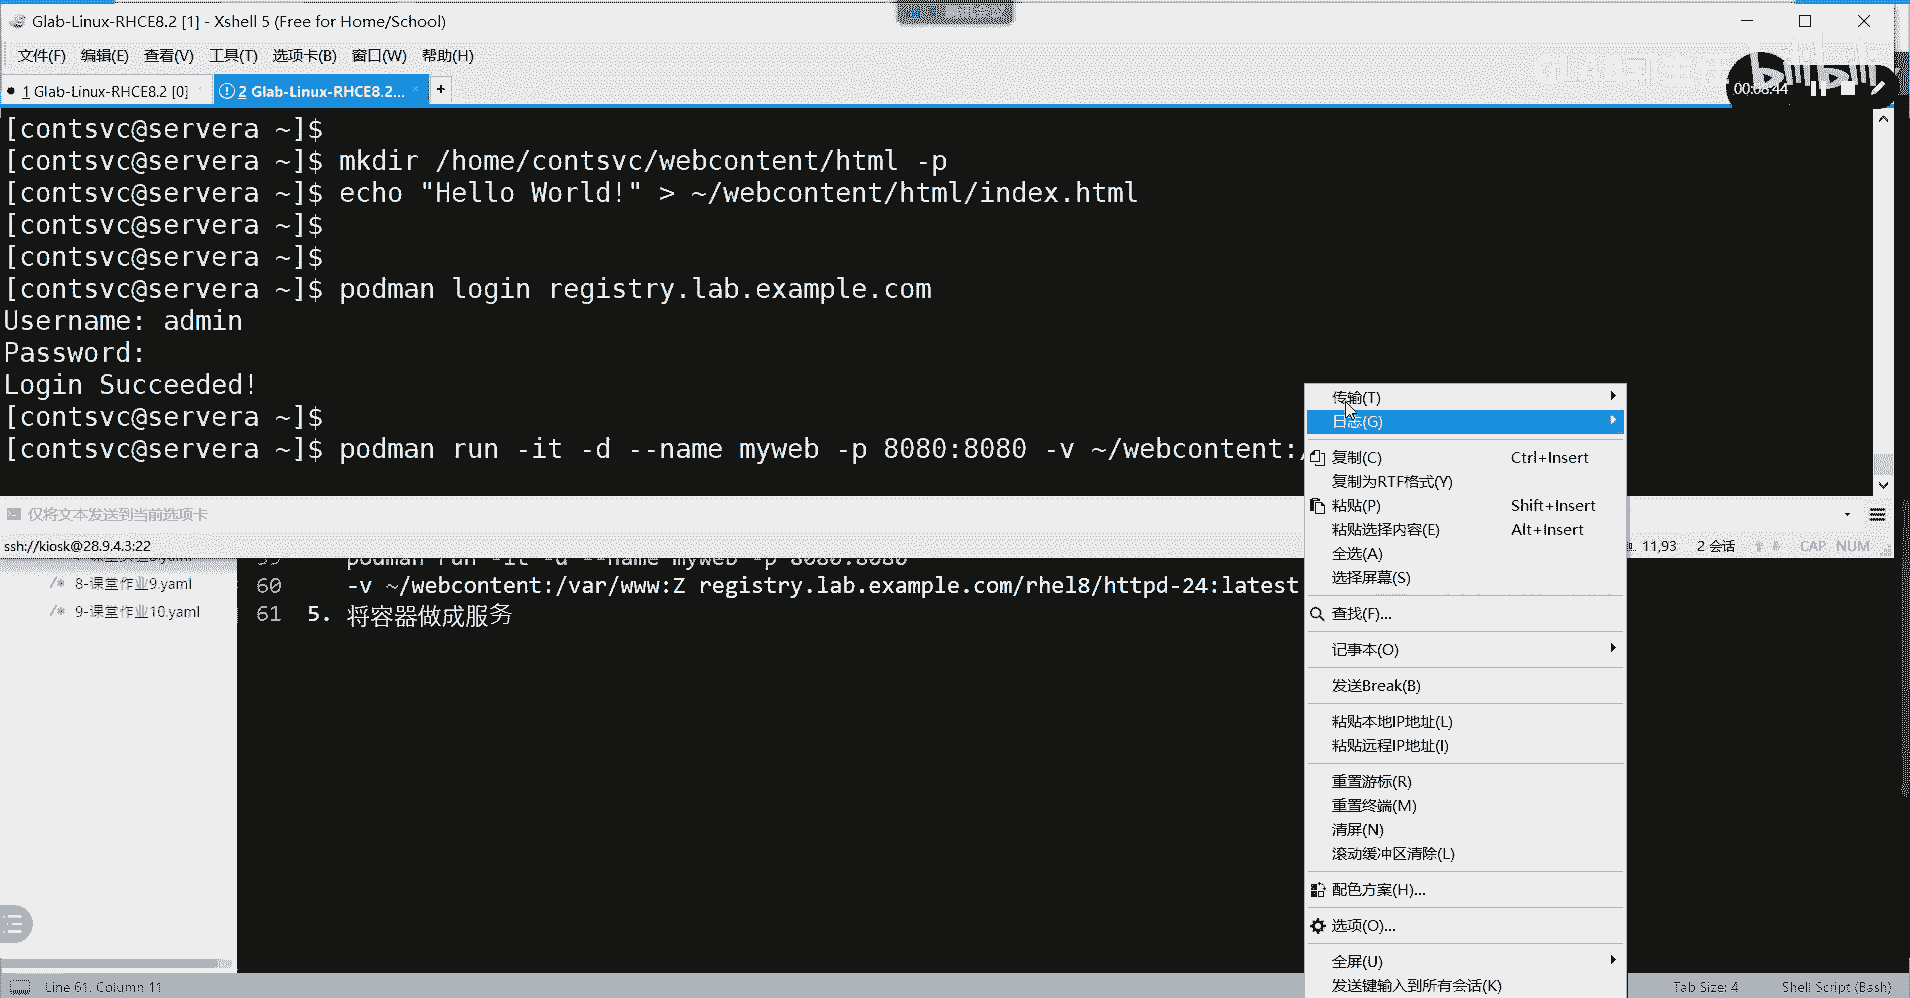 Glab-Linux-RHCE8.2 [1] - Xshell 5 (Free for Home/School)
文件(F) 编辑(E) 查看(V) 工具(T) 选项卡(B) 窗口(W) 帮助(H)
1 Glab-Linux-RHCE8.2 [0]
2 Glab-Linux-RHCE8.2...
+
bilibili
00:08:44
[contsvc@servera ~]$
[contsvc@servera ~]$ mkdir /home/contsvc/webcontent/html -p
[contsvc@servera ~]$ echo "Hello World!" > ~/webcontent/html/index.html
[contsvc@servera ~]$
[contsvc@servera ~]$
[contsvc@servera ~]$ podman login registry.lab.example.com
Username: admin
Password:
Login Succeeded!
[contsvc@servera ~]$
[contsvc@servera ~]$ podman run -it -d --name myweb -p 8080:8080 -v ~/webcontent:/
仅将文本发送到当前选项卡
ssh://kiosk@28.9.4.3:22
11,93 2 会话 CAP NUM
8-课堂作业9.yaml
9-课堂作业10.yaml
podman run -it -d --name myweb -p 8080:8080
60 -v ~/webcontent:/var/www:Z registry.lab.example.com/rhel8/httpd-24:latest
61 5. 将容器做成服务
传输(T)
日志(G)
复制(C) Ctrl+Insert
复制为RTF格式(Y)
粘贴(P) Shift+Insert
粘贴选择内容(E) Alt+Insert
全选(A)
选择屏幕(S)
查找(F)...
记事本(O)
发送Break(B)
粘贴本地IP地址(L)
粘贴远程IP地址(I)
重置游标(R)
重置终端(M)
清屏(N)
滚动缓冲区清除(L)
配色方案(H)...
选项(O)...
全屏(U)
发送键输入到所有会话(K)
Line 61, Column 11
Tab Size: 4 Shell Script (Bash)